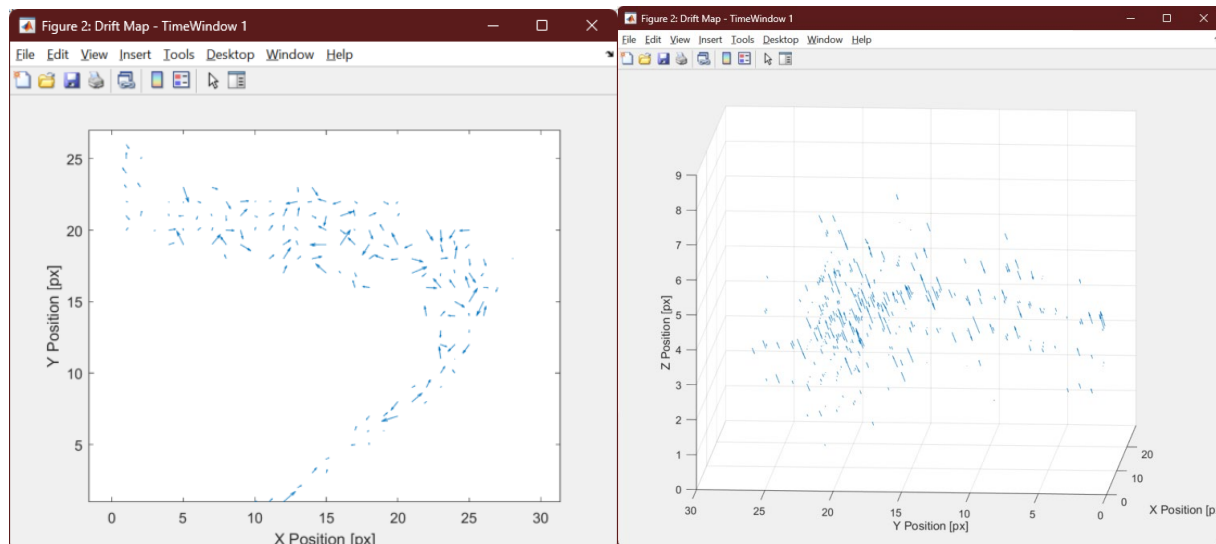 Figure 2: Drift Map - TimeWindow 1
File Edit View Insert Tools Desktop Window Help
25
20
15
10
5
0 5 10 15 20 25 30
Y Position [px]
X Position [px]
Figure 2: Drift Map - TimeWindow 1
File Edit View Insert Tools Desktop Window Help
9
8
7
6
5
4
3
2
1
0
Z Position [px]
30 25 20 15 10 5 0
Y Position [px]
20
10
0
X Position [p